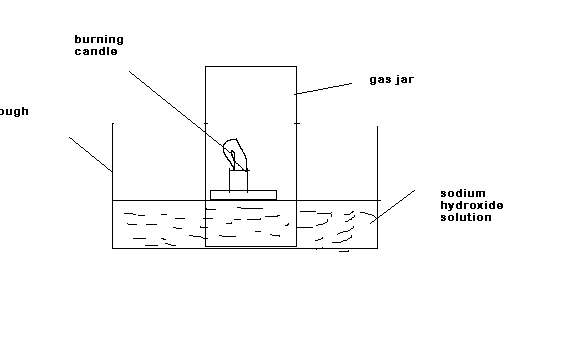 burning
candle
gas jar
ough
sodium
hydroxide
solution